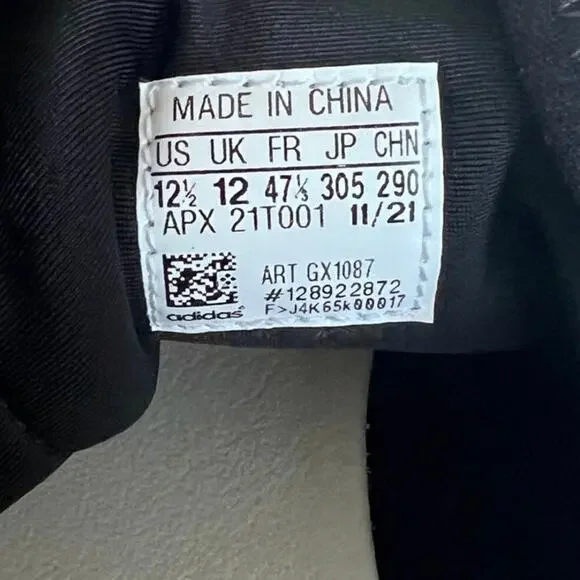 MADE IN CHINA
US UK FR JP CHN
12½ 12 47⅓ 305 290
APX 21T001 11/21
ART GX1087
#128922872
F>J4K65k00017
adidas